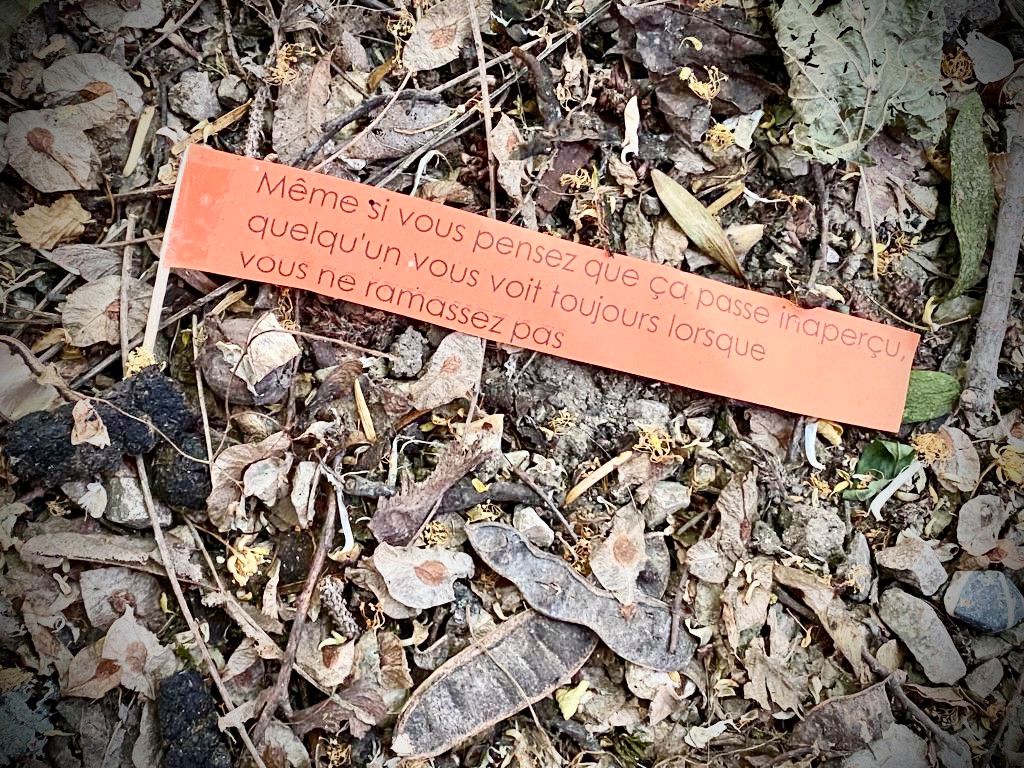 Même si vous pensez que ça passe inaperçu,
quelqu'un vous voit toujours lorsque
vous ne ramassez pas